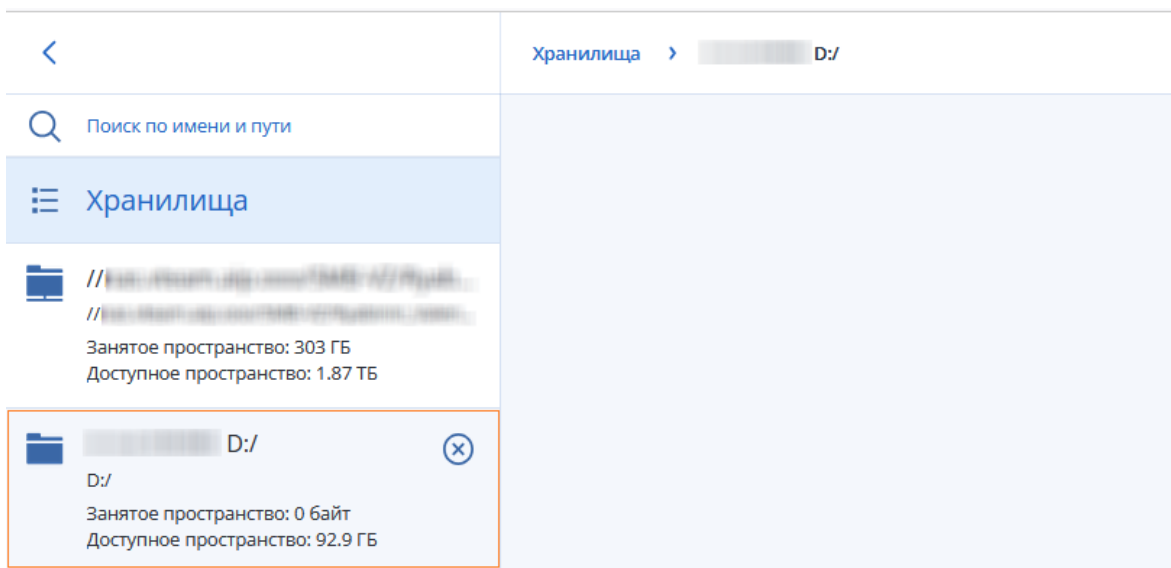 Хранилища › D:/
Поиск по имени и пути
Хранилища
//
//
Занятое пространство: 303 ГБ
Доступное пространство: 1.87 ТБ
D:/
D:/
Занятое пространство: 0 байт
Доступное пространство: 92.9 ГБ